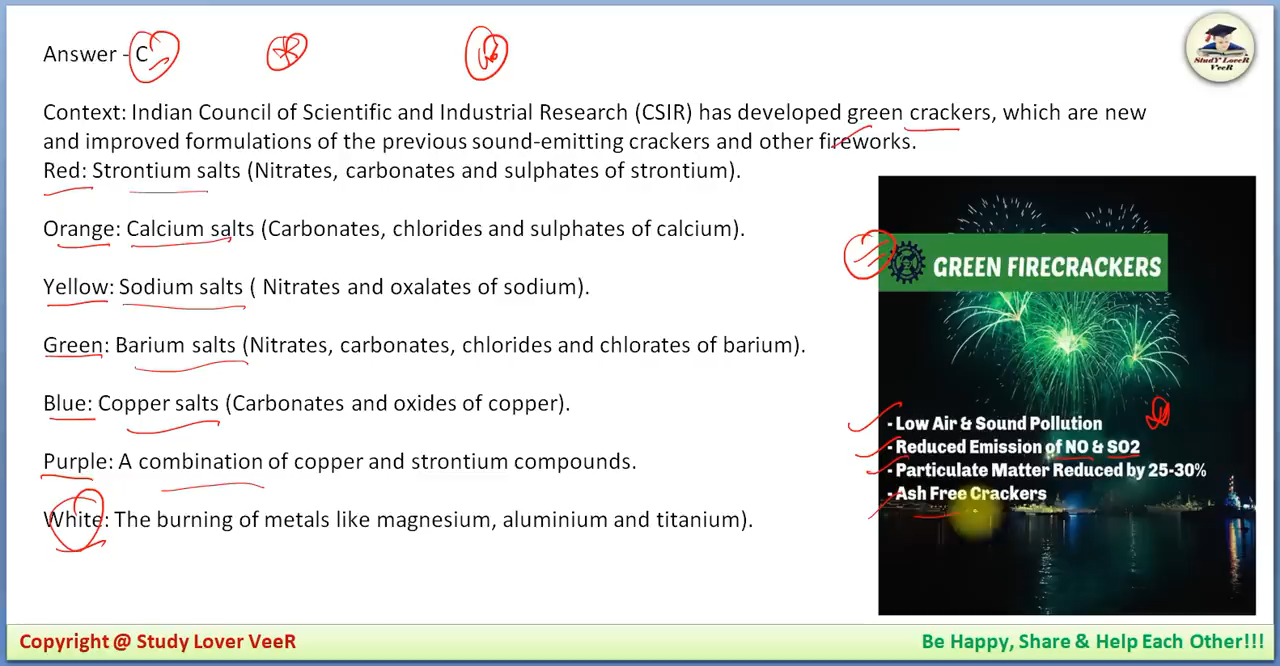 Answer - C
Context: Indian Council of Scientific and Industrial Research (CSIR) has developed green crackers, which are new
and improved formulations of the previous sound-emitting crackers and other fireworks.
Red: Strontium salts (Nitrates, carbonates and sulphates of strontium).
Orange: Calcium salts (Carbonates, chlorides and sulphates of calcium).
Yellow: Sodium salts ( Nitrates and oxalates of sodium).
Green: Barium salts (Nitrates, carbonates, chlorides and chlorates of barium).
Blue: Copper salts (Carbonates and oxides of copper).
Purple: A combination of copper and strontium compounds.
White: The burning of metals like magnesium, aluminium and titanium).
StudY LoveR
VeeR
GREEN FIRECRACKERS
- Low Air & Sound Pollution
- Reduced Emission of NO & SO2
- Particulate Matter Reduced by 25-30%
- Ash Free Crackers
Copyright @ Study Lover VeeR
Be Happy, Share & Help Each Other!!!